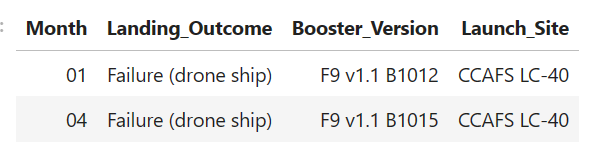 Month Landing_Outcome Booster_Version Launch_Site
01 Failure (drone ship) F9 v1.1 B1012 CCAFS LC-40
04 Failure (drone ship) F9 v1.1 B1015 CCAFS LC-40